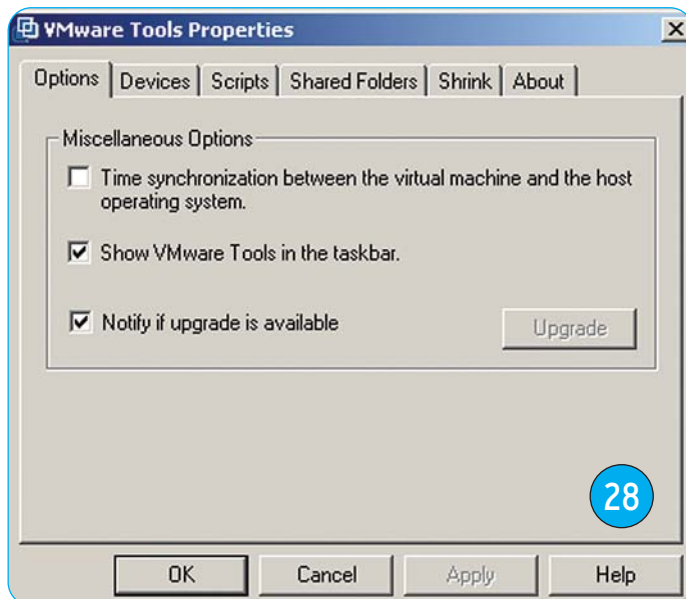 VMware Tools Properties
Options Devices Scripts Shared Folders Shrink About
Miscellaneous Options
Time synchronization between the virtual machine and the host
operating system.
Show VMware Tools in the taskbar.
Notify if upgrade is available
Upgrade
28
OK Cancel Apply Help